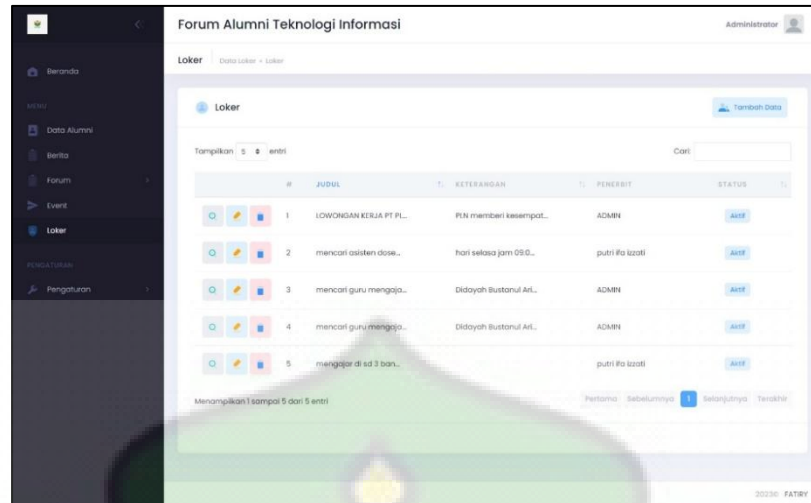 Forum Alumni Teknologi Informasi
Administrator
Beranda
MENU
Data Alumni
Berita
Forum
Event
Loker
PENGATURAN
Pengaturan
Loker Data Loker • Loker
Loker
Tambah Data
Tampilkan 5 entri
Cari:
# JUDUL KETERANGAN PENERBIT STATUS
1 LOWONGAN KERJA PT PL... PLN memberi kesempat... ADMIN Aktif
2 mencari asisten dose... hari selasa jam 09:0... putri ifa izzati Aktif
3 mencari guru mengaja... Didayah Bustanul Ari... ADMIN Aktif
4 mencari guru mengaja... Didayah Bustanul Ari... ADMIN Aktif
5 mengajar di sd 3 ban... putri ifa izzati Aktif
Menampilkan 1 sampai 5 dari 5 entri
Pertama Sebelumnya 1 Selanjutnya Terakhir
FATIRY